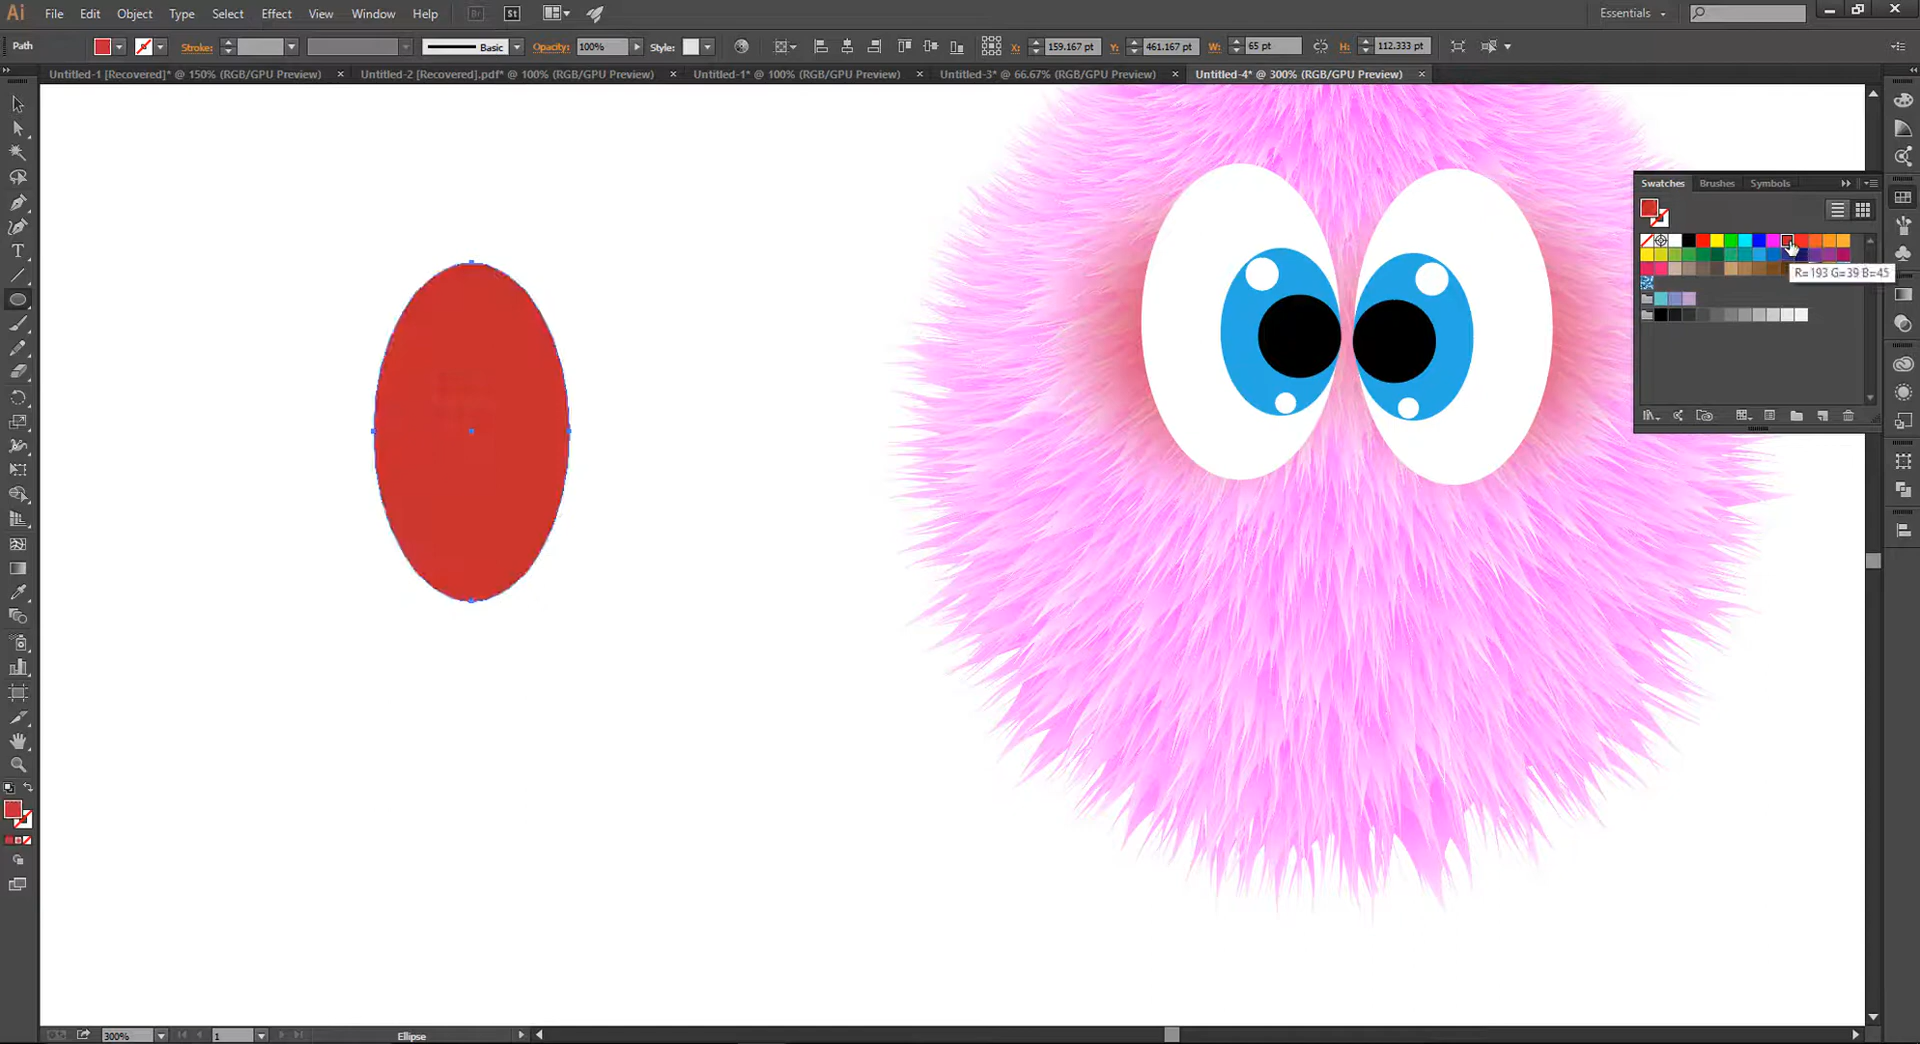 Ai File Edit Object Type Select Effect View Window Help Br St Essentials
Path Stroke: Basic Opacity: 100% Style: X: 159.167 pt Y: 461.167 pt W: 65 pt H: 112.333 pt
Untitled-1 [Recovered]* @ 150% (RGB/GPU Preview) × Untitled-2 [Recovered].pdf* @ 100% (RGB/GPU Preview) × Untitled-1* @ 100% (RGB/GPU Preview) × Untitled-3* @ 66.67% (RGB/GPU Preview) × Untitled-4* @ 300% (RGB/GPU Preview) ×
Swatches Brushes Symbols
R=193 G=39 B=45
300% 1 Ellipse